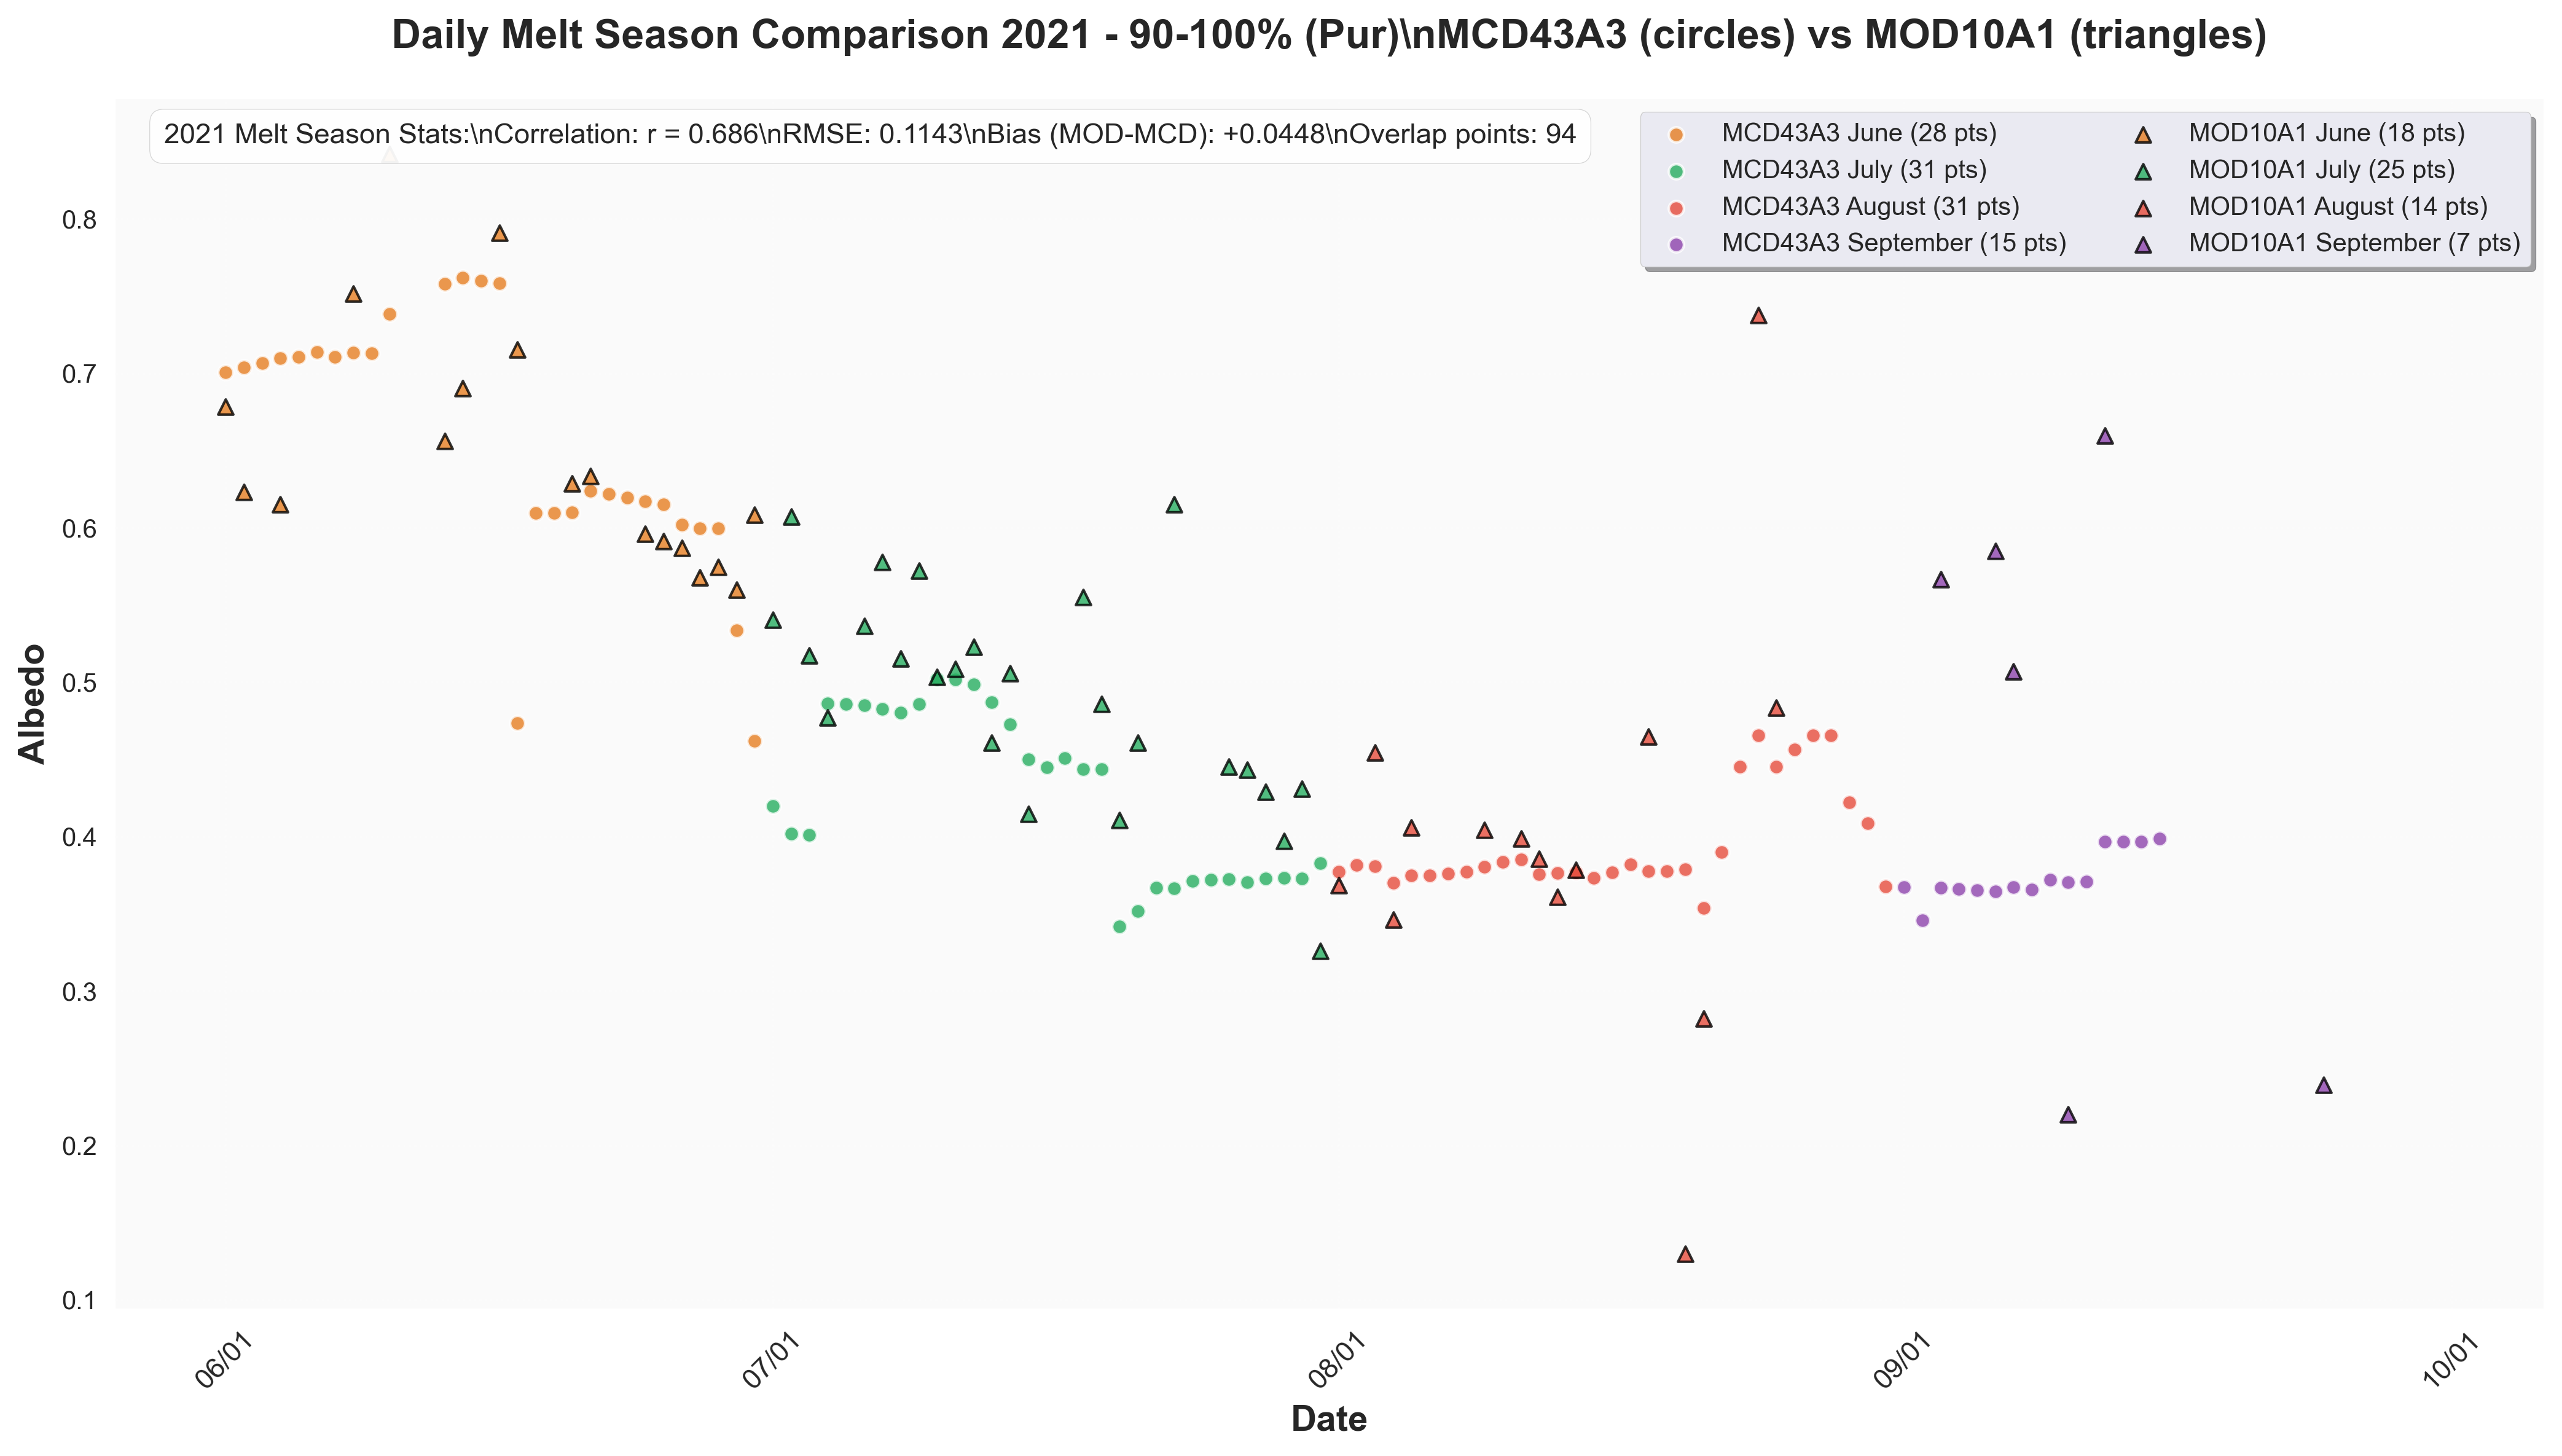 Daily Melt Season Comparison 2021 - 90-100% (Pur)\nMCD43A3 (circles) vs MOD10A1 (triangles)
2021 Melt Season Stats:\nCorrelation: r = 0.686\nRMSE: 0.1143\nBias (MOD-MCD): +0.0448\nOverlap points: 94
MCD43A3 June (28 pts)
MCD43A3 July (31 pts)
MCD43A3 August (31 pts)
MCD43A3 September (15 pts)
MOD10A1 June (18 pts)
MOD10A1 July (25 pts)
MOD10A1 August (14 pts)
MOD10A1 September (7 pts)
Albedo
0.8
0.7
0.6
0.5
0.4
0.3
0.2
0.1
06/01
07/01
08/01
09/01
10/01
Date